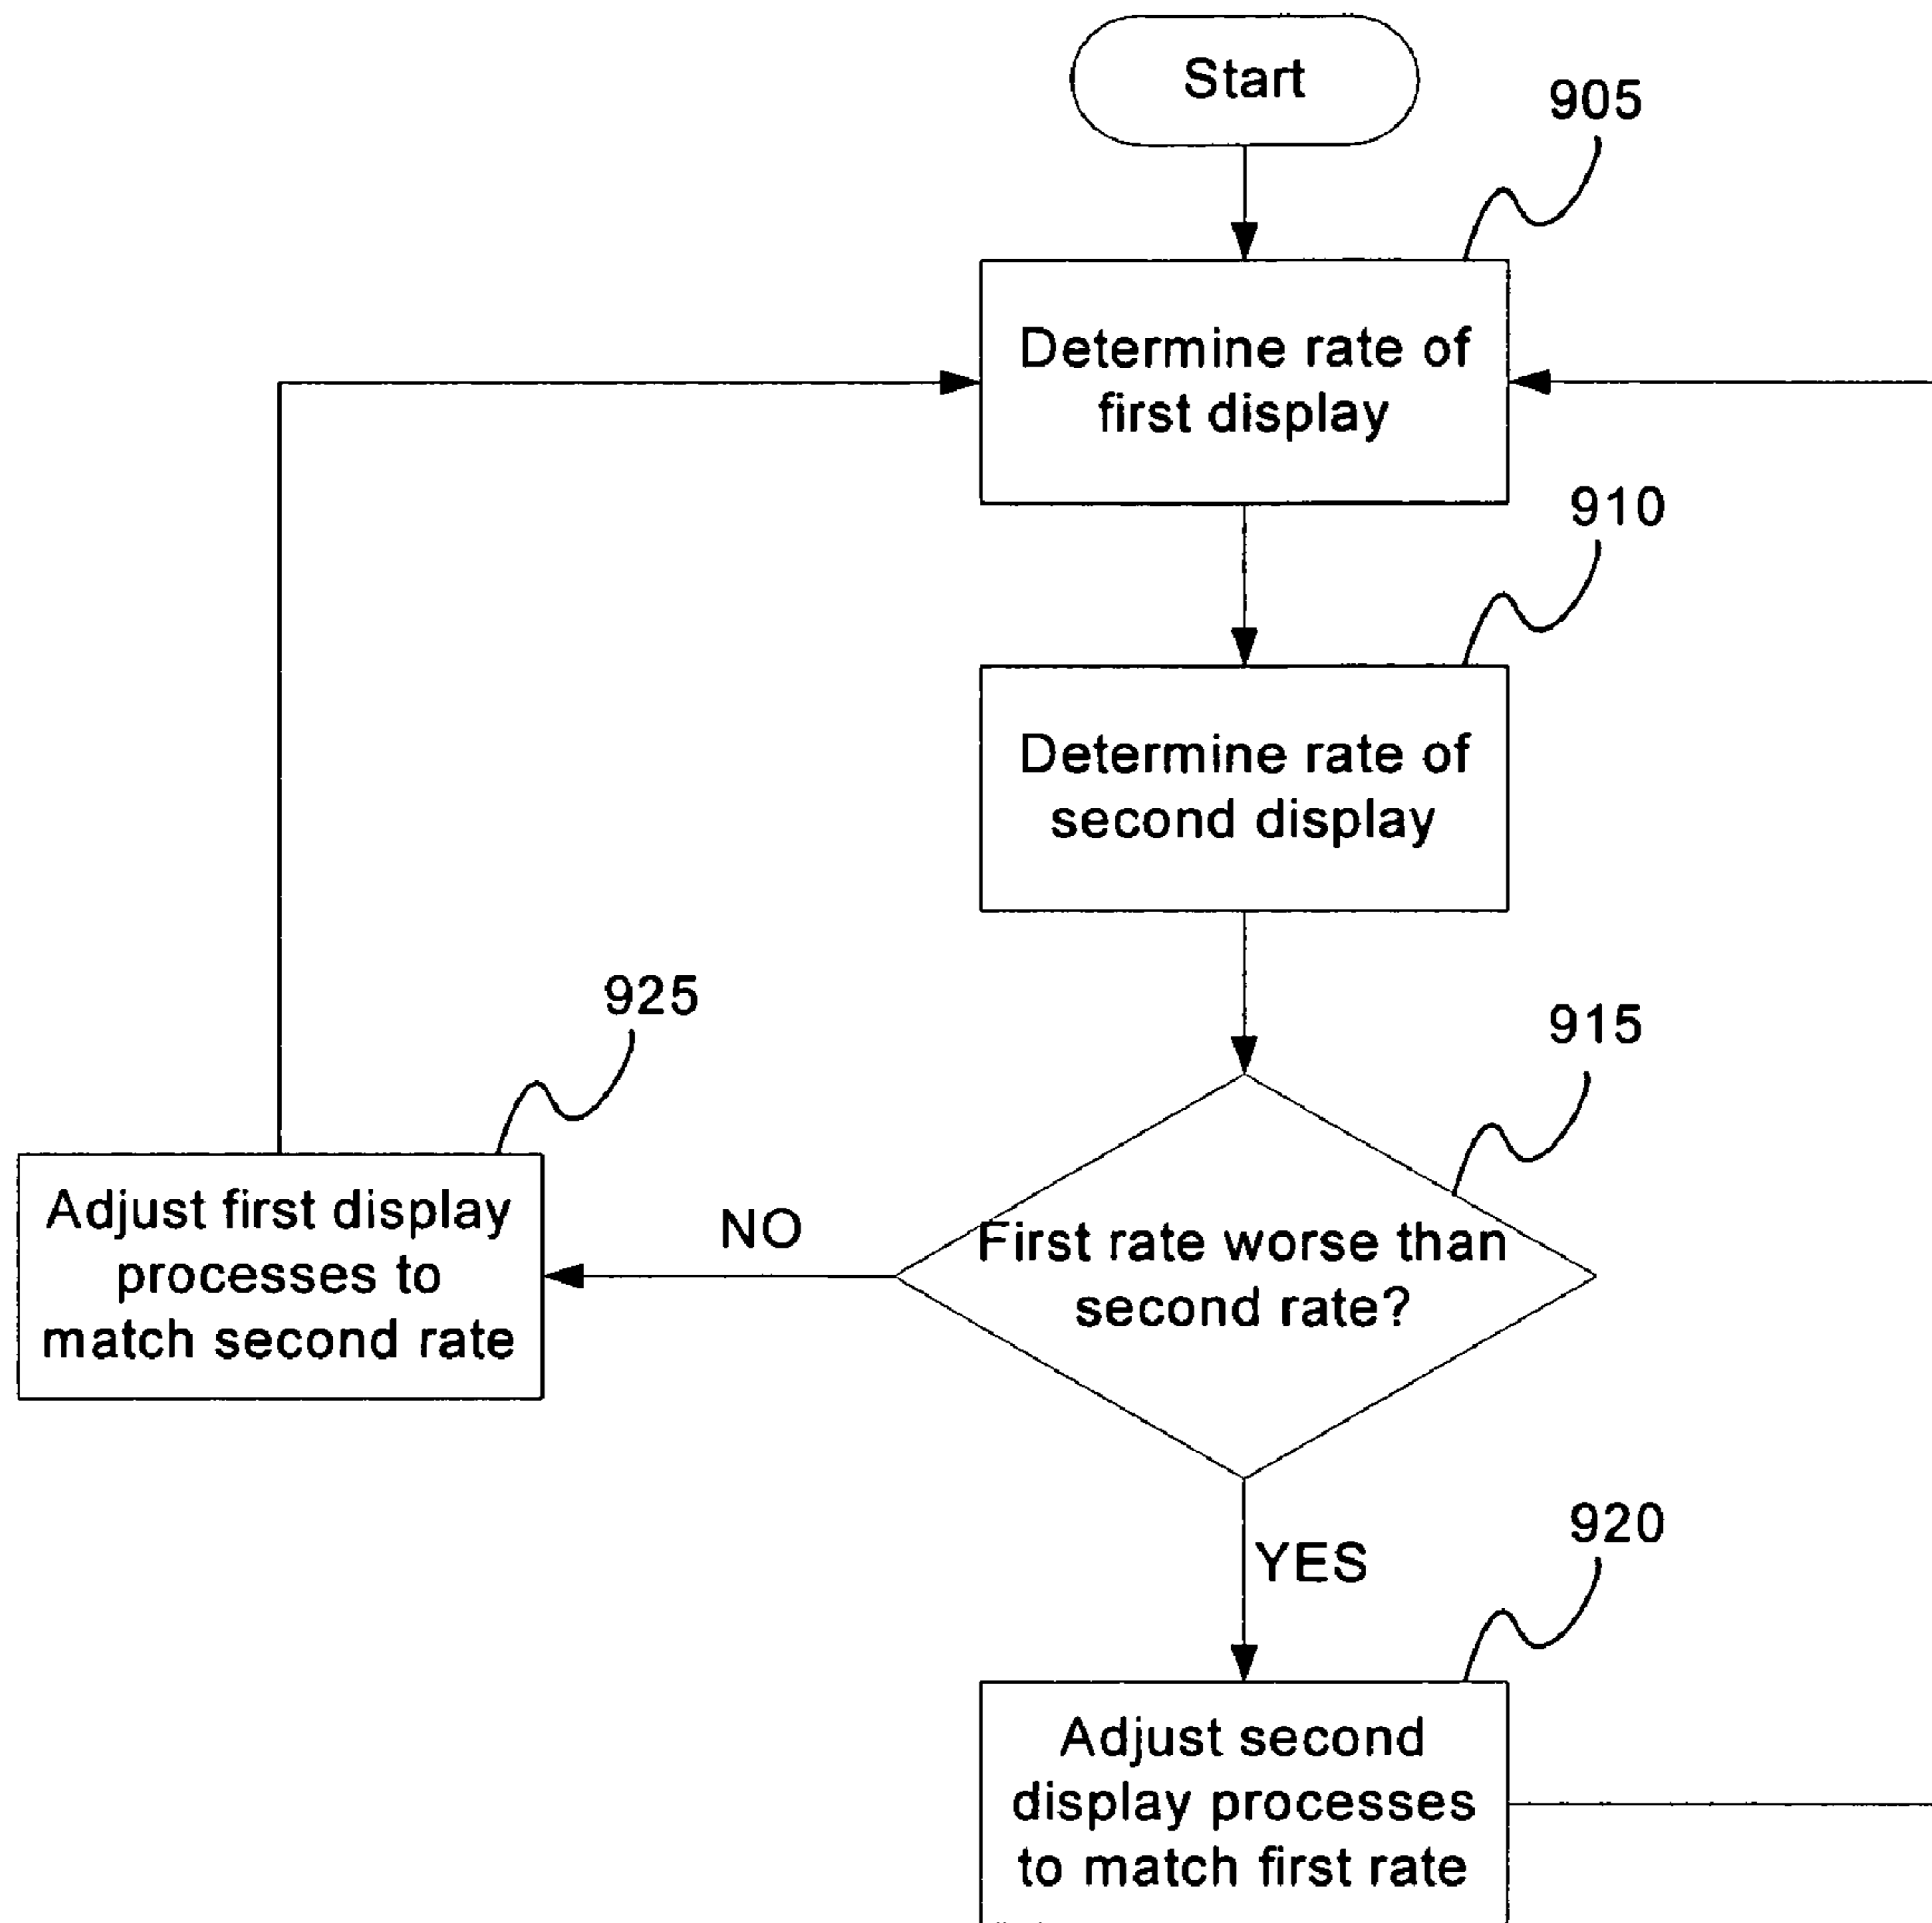 Start
905
Determine rate of
first display
910
Determine rate of
second display
925
915
Adjust first display
processes to
match second rate
NO
First rate worse than
second rate?
YES
920
Adjust second
display processes
to match first rate